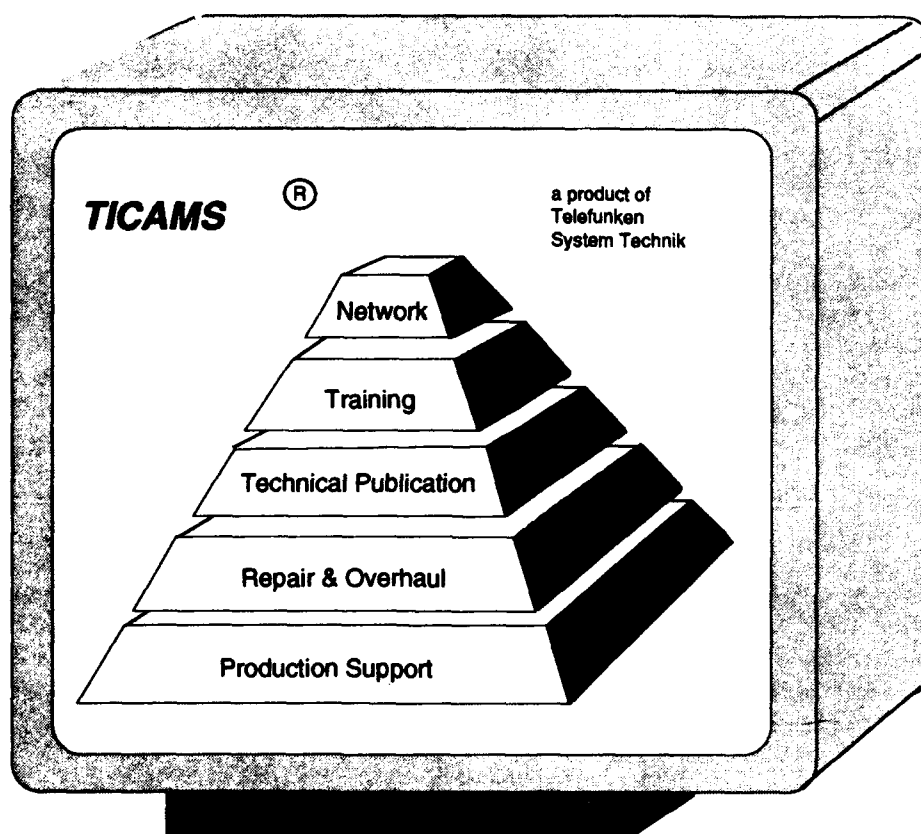 TICAMS ®
a product of
Telefunken
System Technik
Network
Training
Technical Publication
Repair & Overhaul
Production Support